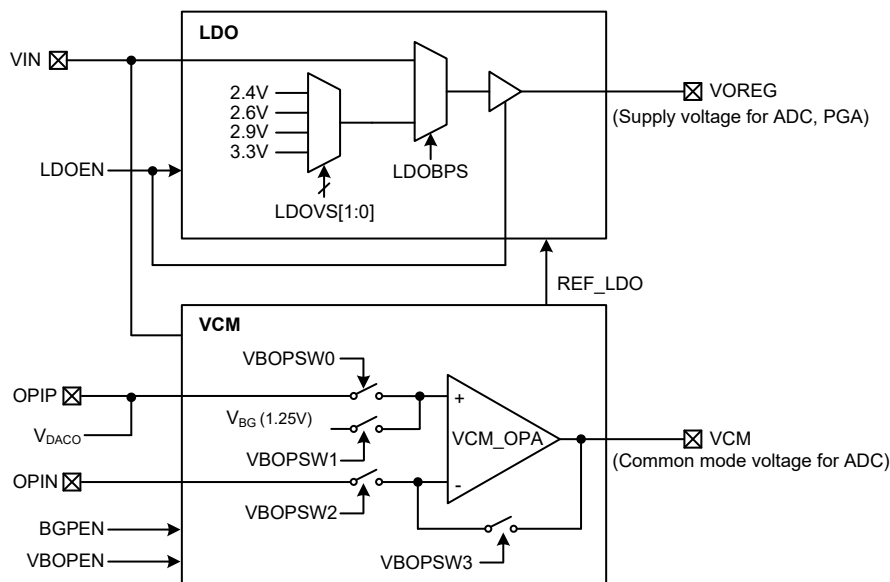 LDO
VIN
2.4V
2.6V
2.9V
3.3V
VOREG
(Supply voltage for ADC, PGA)
LDOEN
LDOBPS
LDOVS[1:0]
REF_LDO
VCM
VBOPSW0
OPIP
VDACO
VBG (1.25V)
VCM_OPA
+
-
VBOPSW1
VCM
(Common mode voltage for ADC)
OPIN
VBOPSW2
BGPEN
VBOPEN
VBOPSW3